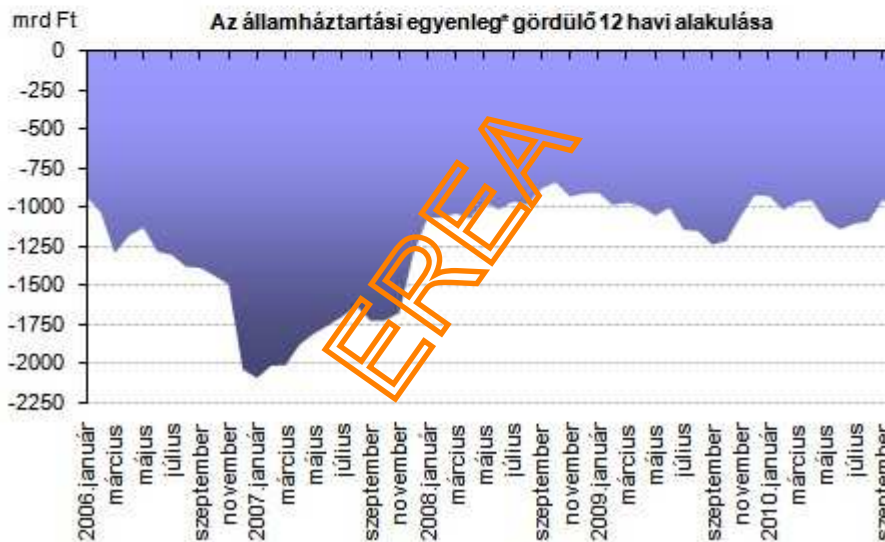 mrd Ft
Az államháztartási egyenleg* gördülő 12 havi alakulása
0
-250
-500
-750
-1000
-1250
-1500
-1750
-2000
-2250
EREA
2006.január
március
május
július
szeptember
november
2007.január
március
május
július
szeptember
november
2008.január
március
május
július
szeptember
november
2009.január
március
május
július
szeptember
november
2010.január
március
május
július
szeptember